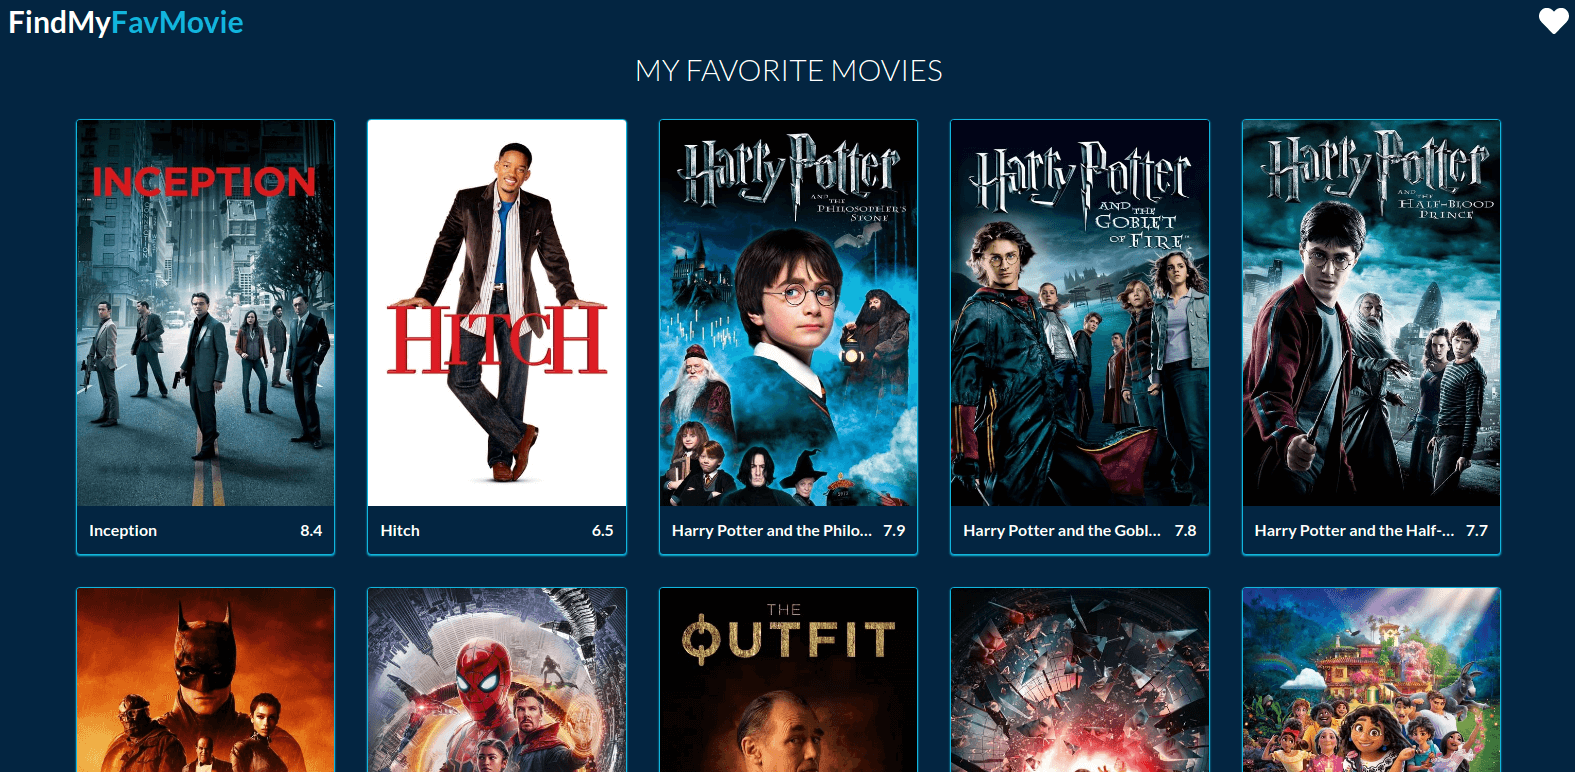 FindMyFavMovie
MY FAVORITE MOVIES
INCEPTION
HITCH
Harry Potter
AND THE
PHILOSOPHER'S
STONE
Harry Potter
AND THE
GOBLET
OF FIRE
Harry Potter
AND THE
HALF-BLOOD
PRINCE
Inception 8.4
Hitch 6.5
Harry Potter and the Philo... 7.9
Harry Potter and the Gobl... 7.8
Harry Potter and the Half-... 7.7
THE
OUTFIT